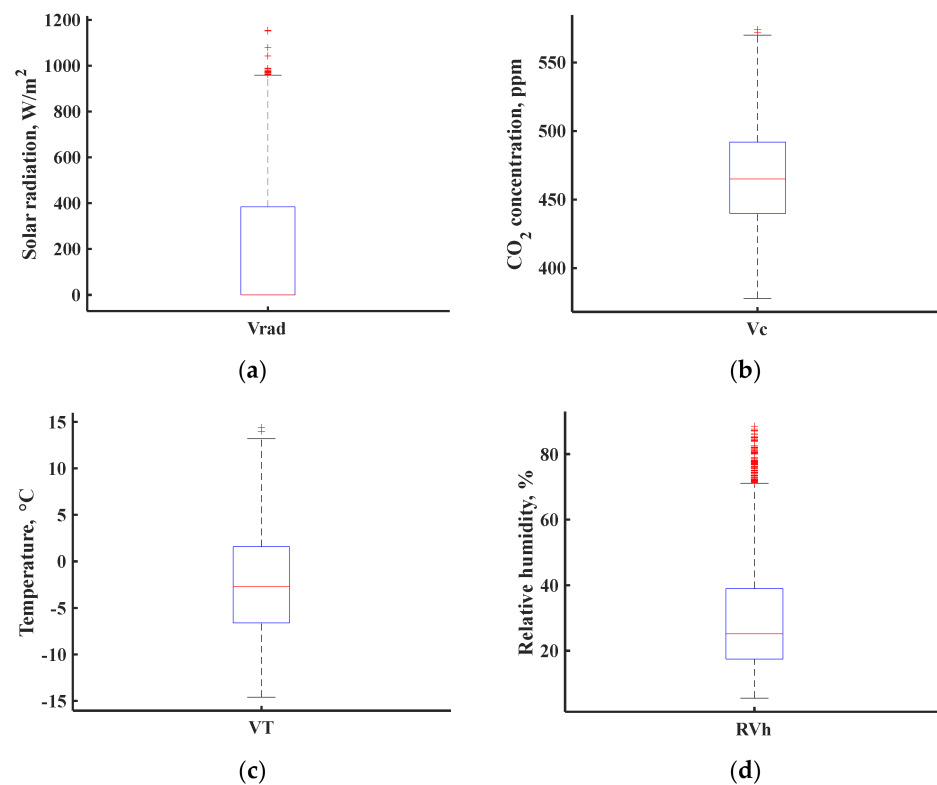 1200
1000
800
600
400
200
0
Solar radiation, W/m²
Vrad
(a)
550
500
450
400
CO₂ concentration, ppm
Vc
(b)
15
10
5
0
-5
-10
-15
Temperature, °C
VT
(c)
80
60
40
20
Relative humidity, %
RVh
(d)